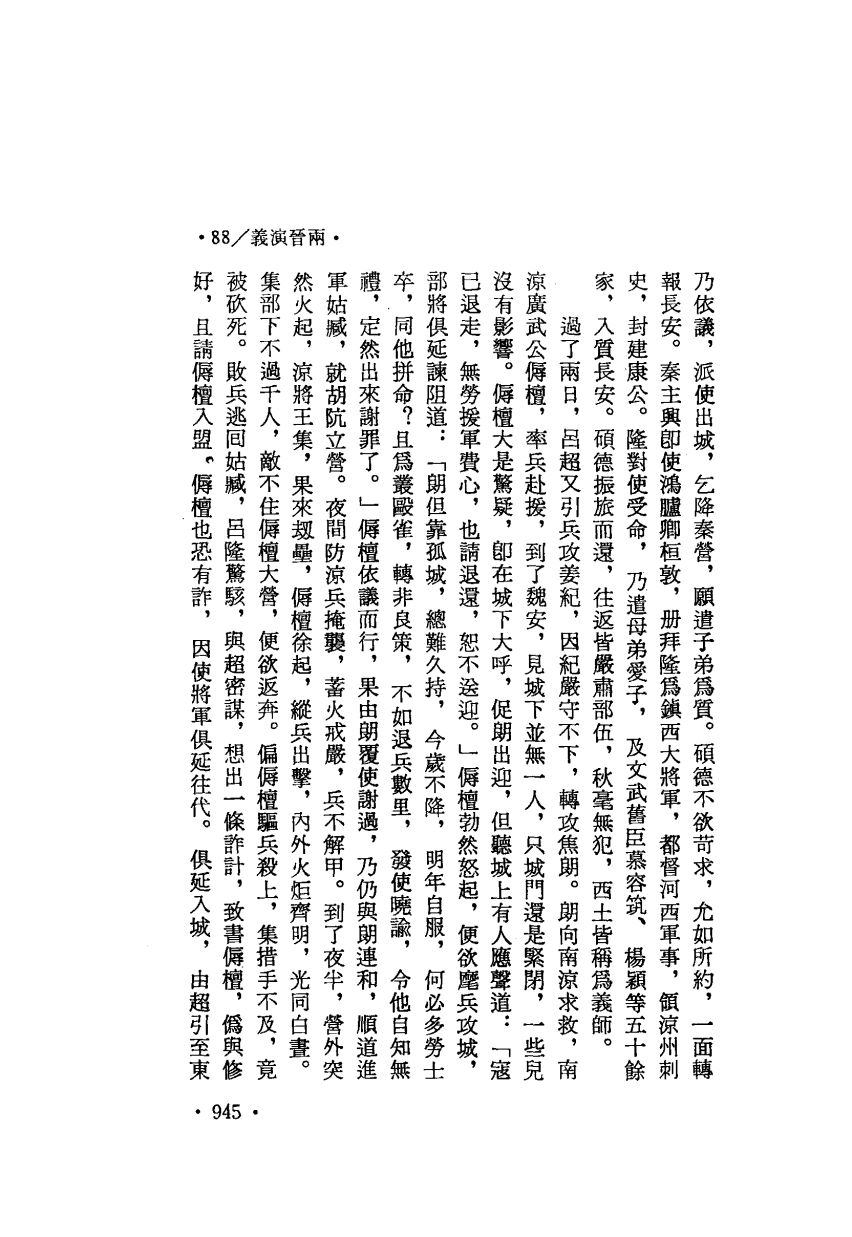 •88／義演晉兩•
乃依議，派使出城，乞降秦營，願遣子弟爲質。碩德不欲苛求，允如所約，一面轉
報長安。秦主興即使鴻臚卿桓敦，册拜隆爲鎮西大將軍，都督河西軍事，領涼州刺
史，封建康公。隆對使受命，乃遣母弟愛子，及文武舊臣慕容筑、楊穎等五十餘
家，入質長安。碩德振旅而還，往返皆嚴肅部伍，秋毫無犯，西土皆稱爲義師。
過了兩日，呂超又引兵攻姜紀，因紀嚴守不下，轉攻焦朗。朗向南涼求救，南
涼廣武公傉檀，率兵赴援，到了魏安，見城下並無一人，只城門還是緊閉，一些兒
沒有影響。傉檀大是驚疑，即在城下大呼，促朗出迎，但聽城上有人應聲道：「寇
已退走，無勞援軍費心，也請退還，恕不送迎。」傉檀勃然怒起，便欲麾兵攻城，
部將俱延諫阻道：「朗但靠孤城，總難久持，今歲不降，明年自服，何必多勞士
卒，同他拼命？且爲叢毆雀，轉非良策，不如退兵數里，發使曉諭，令他自知無
禮，定然出來謝罪了。」傉檀依議而行，果由朗覆使謝過，乃仍與朗連和，順道進
軍姑臧，就胡阬立營。夜間防涼兵掩襲，蓄火戒嚴，兵不解甲。到了夜半，營外突
然火起，涼將王集，果來刼壘，傉檀徐起，縱兵出擊，內外火炬齊明，光同白晝。
集部下不過千人，敵不住傉檀大營，便欲返奔。偏傉檀驅兵殺上，集措手不及，竟
被砍死。敗兵逃回姑臧，呂隆驚駭，與超密謀，想出一條詐計，致書傉檀，僞與修
好，且請傉檀入盟。傉檀也恐有詐，因使將軍俱延往代。俱延入城，由超引至東
•945•